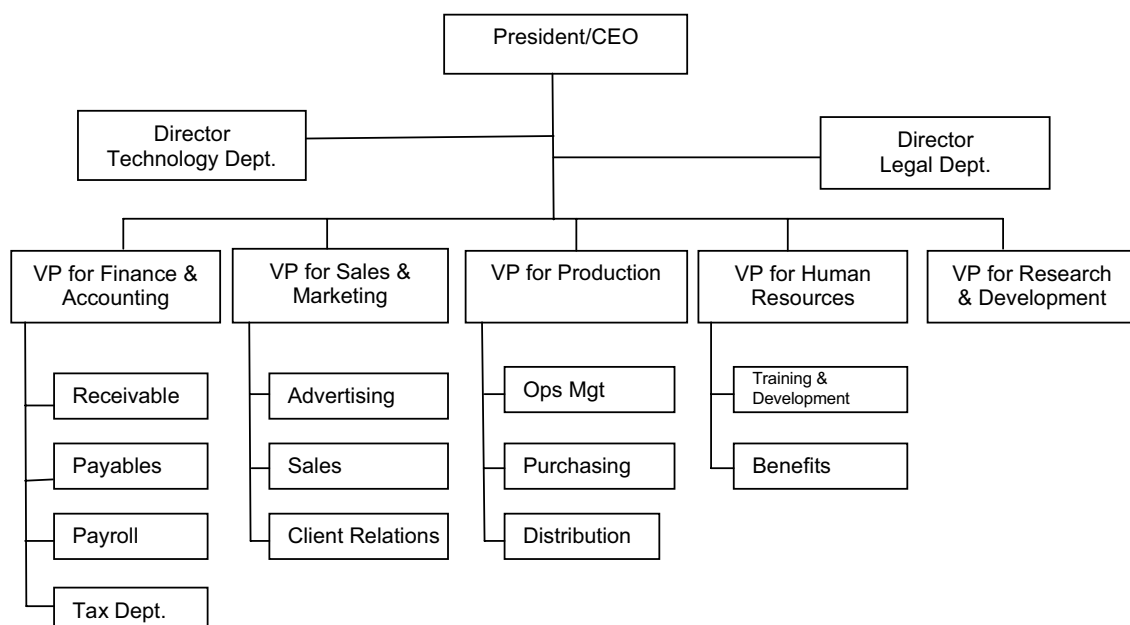 President/CEO
Director
Technology Dept.
Director
Legal Dept.
VP for Finance &
Accounting
VP for Sales &
Marketing
VP for Production
VP for Human
Resources
VP for Research
& Development
Receivable
Payables
Payroll
Tax Dept.
Advertising
Sales
Client Relations
Ops Mgt
Purchasing
Distribution
Training &
Development
Benefits